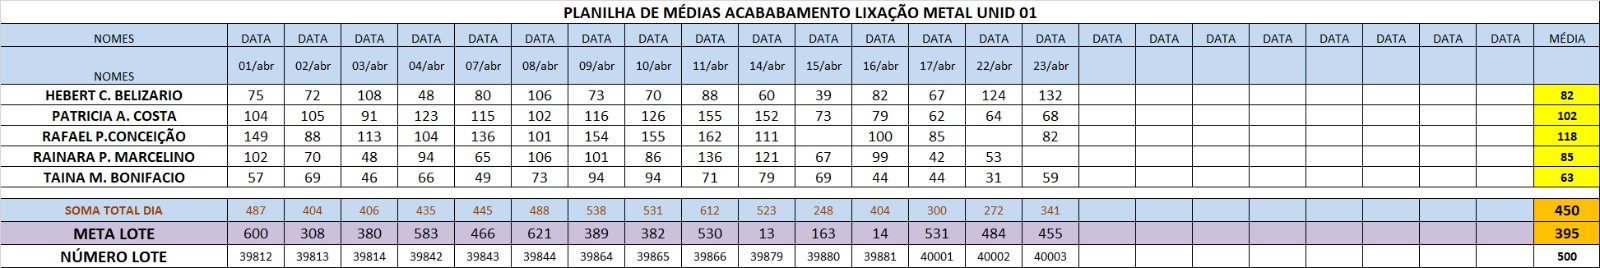 PLANILHA DE MÉDIAS ACABABAMENTO LIXAÇÃO METAL UNID 01
NOMES DATA DATA DATA DATA DATA DATA DATA DATA DATA DATA DATA DATA DATA DATA DATA DATA DATA DATA DATA DATA DATA DATA DATA MÉDIA
NOMES 01/abr 02/abr 03/abr 04/abr 07/abr 08/abr 09/abr 10/abr 11/abr 14/abr 15/abr 16/abr 17/abr 22/abr 23/abr
HEBERT C. BELIZARIO 75 72 108 48 80 106 73 70 88 60 39 82 67 124 132 82
PATRICIA A. COSTA 104 105 91 123 115 102 116 126 155 152 73 79 62 64 68 102
RAFAEL P.CONCEIÇÃO 149 88 113 104 136 101 154 155 162 111 100 85 82 118
RAINARA P. MARCELINO 102 70 48 94 65 106 101 86 136 121 67 99 42 53 85
TAINA M. BONIFACIO 57 69 46 66 49 73 94 94 71 79 69 44 44 31 59 63
SOMA TOTAL DIA 487 404 406 435 445 488 538 531 612 523 248 404 300 272 341 450
META LOTE 600 308 380 583 466 621 389 382 530 13 163 14 531 484 455 395
NÚMERO LOTE 39812 39813 39814 39842 39843 39844 39864 39865 39866 39879 39880 39881 40001 40002 40003 500